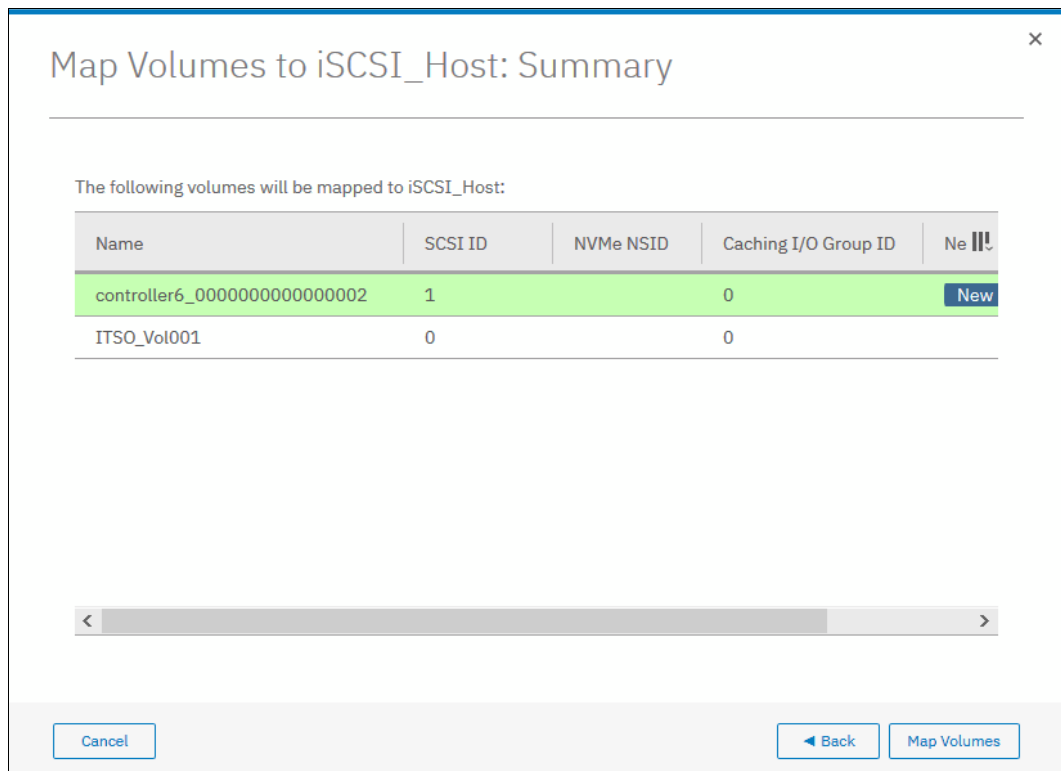 Map Volumes to iSCSI_Host: Summary
The following volumes will be mapped to iSCSI_Host:
Name SCSI ID NVMe NSID Caching I/O Group ID Ne
controller6_0000000000000002 1 0 New
ITSO_Vol001 0 0
Cancel Back Map Volumes